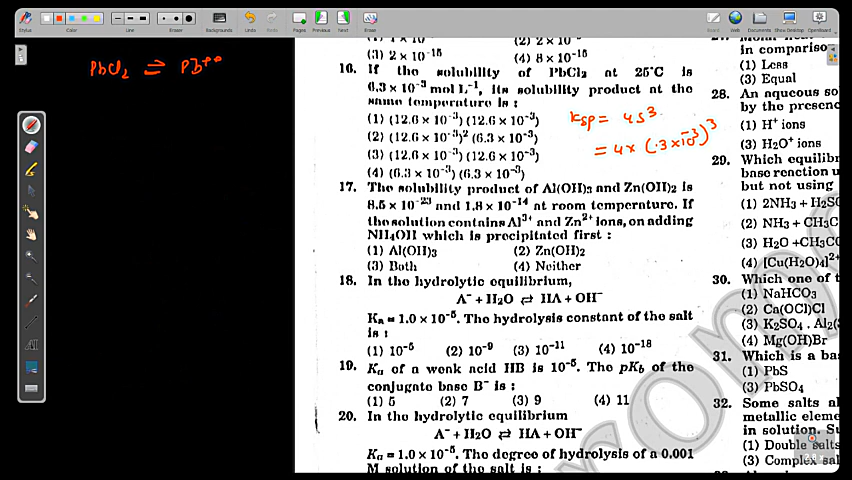 Stylus
Color
Eraser
Backgrounds
Undo
Pages
Previous
Next
Erase
Web
Documents
Show Desktop
PbCl2 ⇌ Pb++
(3) 2 × 10⁻¹⁵ (4) 8 × 10⁻¹⁵
16. If the solubility of PbCl2 at 25°C is
6.3 × 10⁻³ mol L⁻¹, its solubility product at the
same temperature is :
(1) (12.6 × 10⁻³) (12.6 × 10⁻³)
(2) (12.6 × 10⁻³)² (6.3 × 10⁻³)
(3) (12.6 × 10⁻³) (12.6 × 10⁻³)
(4) (6.3 × 10⁻³) (6.3 × 10⁻³)
Ksp = 4s³
= 4 × (.3 × 10⁻³)³
17. The solubility product of Al(OH)3 and Zn(OH)2 is
8.5 × 10⁻²³ and 1.8 × 10⁻¹⁴ at room temperature. If
the solution contains Al³⁺ and Zn²⁺ ions, on adding
NH4OH which is precipitated first :
(1) Al(OH)3 (2) Zn(OH)2
(3) Both (4) Neither
18. In the hydrolytic equilibrium,
A⁻ + H2O ⇌ HA + OH⁻
Ka = 1.0 × 10⁻⁵. The hydrolysis constant of the salt
is :
(1) 10⁻⁵ (2) 10⁻⁹ (3) 10⁻¹¹ (4) 10⁻¹⁸
19. Ka of a weak acid HB is 10⁻⁵. The pKb of the
conjugate base B⁻ is :
(1) 5 (2) 7 (3) 9 (4) 11
20. In the hydrolytic equilibrium
A⁻ + H2O ⇌ HA + OH⁻
Ka = 1.0 × 10⁻⁵. The degree of hydrolysis of a 0.001
M solution of the salt is :
in comparison
(1) Less
(3) Equal
28. An aqueous so
by the presenc
(1) H⁺ ions
(3) H2O⁺ ions
29. Which equilibr
base reaction u
but not using
(1) 2NH3 + H2SO
(2) NH3 + CH3C
(3) H2O + CH3CO
(4) [Cu(H2O)4]²⁺
30. Which one of t
(1) NaHCO3
(2) Ca(OCl)Cl
(3) K2SO4 . Al2(S
(4) Mg(OH)Br
31. Which is a ba
(1) PbS
(3) PbSO4
32. Some salts al
metallic eleme
in solution. Su
(1) Double salts
(3) Complex sal